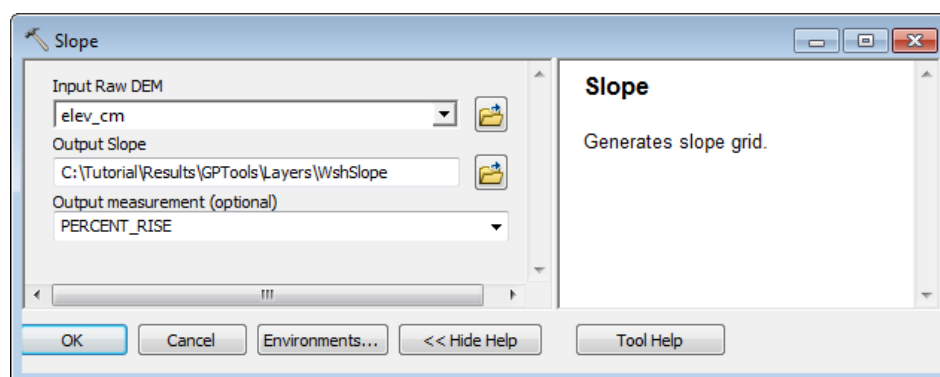 Slope
Input Raw DEM
elev_cm
Output Slope
C:\Tutorial\Results\GPTools\Layers\WshSlope
Output measurement (optional)
PERCENT_RISE
Slope
Generates slope grid.
OK
Cancel
Environments...
<< Hide Help
Tool Help